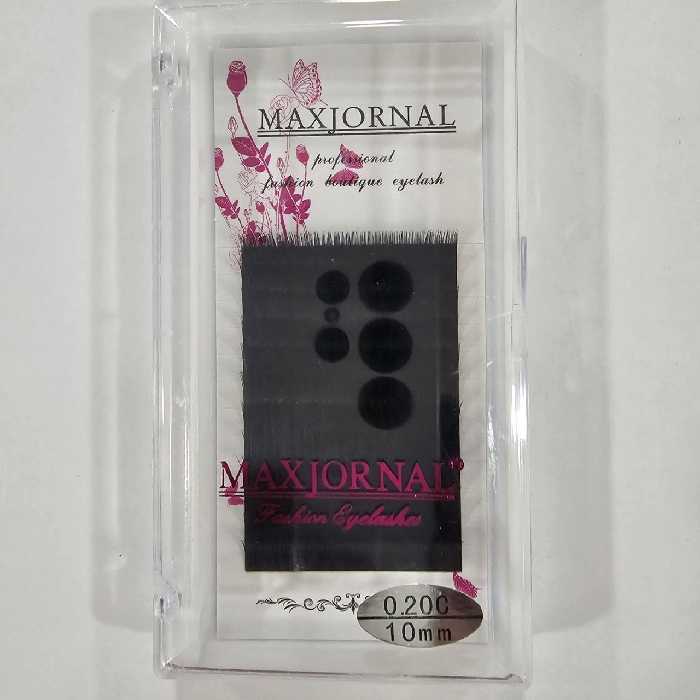 MAXJORNAL
professional
fashion boutique eyelash
MAXJORNAL
Fashion Eyelashes
0.20C
10mm